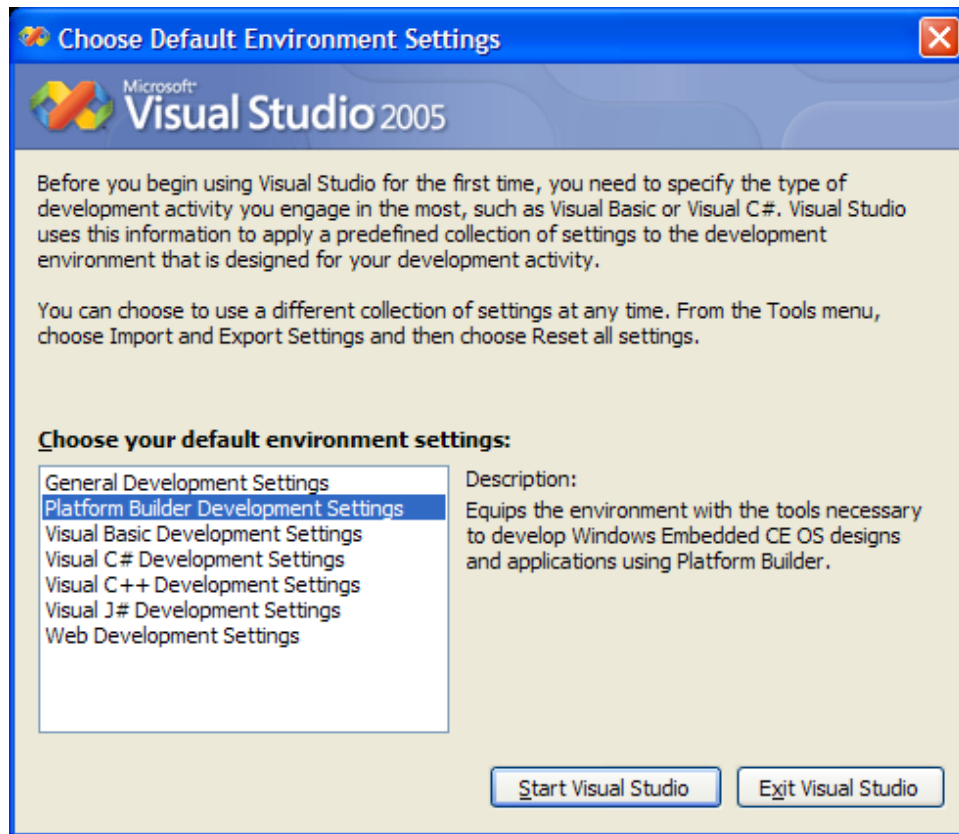 Choose Default Environment Settings
Microsoft
Visual Studio 2005
Before you begin using Visual Studio for the first time, you need to specify the type of
development activity you engage in the most, such as Visual Basic or Visual C#. Visual Studio
uses this information to apply a predefined collection of settings to the development
environment that is designed for your development activity.
You can choose to use a different collection of settings at any time. From the Tools menu,
choose Import and Export Settings and then choose Reset all settings.
Choose your default environment settings:
General Development Settings
Platform Builder Development Settings
Visual Basic Development Settings
Visual C# Development Settings
Visual C++ Development Settings
Visual J# Development Settings
Web Development Settings
Description:
Equips the environment with the tools necessary
to develop Windows Embedded CE OS designs
and applications using Platform Builder.
Start Visual Studio
Exit Visual Studio